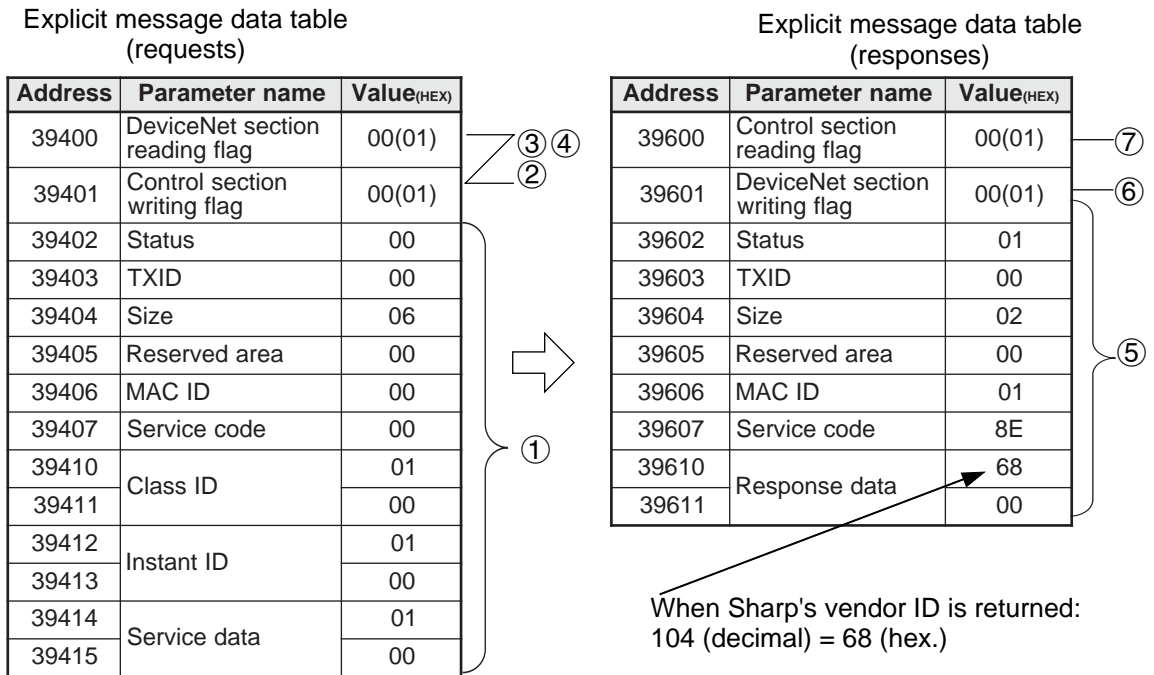 Explicit message data table
(requests)
Address Parameter name Value(HEX)
39400 DeviceNet section reading flag 00(01)
39401 Control section writing flag 00(01)
39402 Status 00
39403 TXID 00
39404 Size 06
39405 Reserved area 00
39406 MAC ID 00
39407 Service code 00
39410 Class ID 01
39411 00
39412 Instant ID 01
39413 00
39414 Service data 01
39415 00
③④
②
①
Explicit message data table
(responses)
Address Parameter name Value(HEX)
39600 Control section reading flag 00(01)
39601 DeviceNet section writing flag 00(01)
39602 Status 01
39603 TXID 00
39604 Size 02
39605 Reserved area 00
39606 MAC ID 01
39607 Service code 8E
39610 Response data 68
39611 00
⑦
⑥
⑤
When Sharp's vendor ID is returned:
104 (decimal) = 68 (hex.)